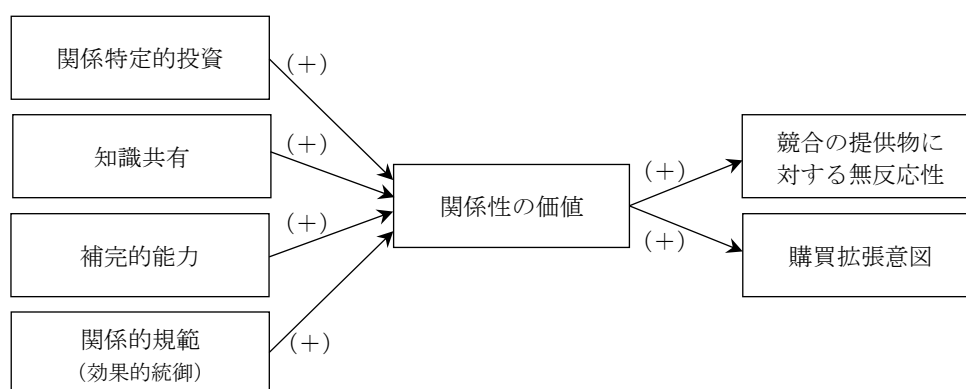 関係特定的投資
(+)
知識共有
(+)
補完的能力
(+)
関係的規範
(効果的統御)
(+)
関係性の価値
(+)
競合の提供物に
対する無反応性
(+)
購買拡張意図